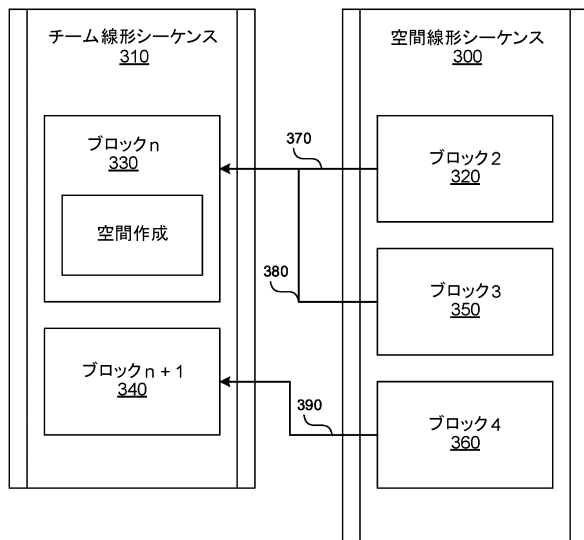 チーム線形シーケンス
310
ブロックn
330
空間作成
ブロックn+1
340
370
380
390
空間線形シーケンス
300
ブロック2
320
ブロック3
350
ブロック4
360